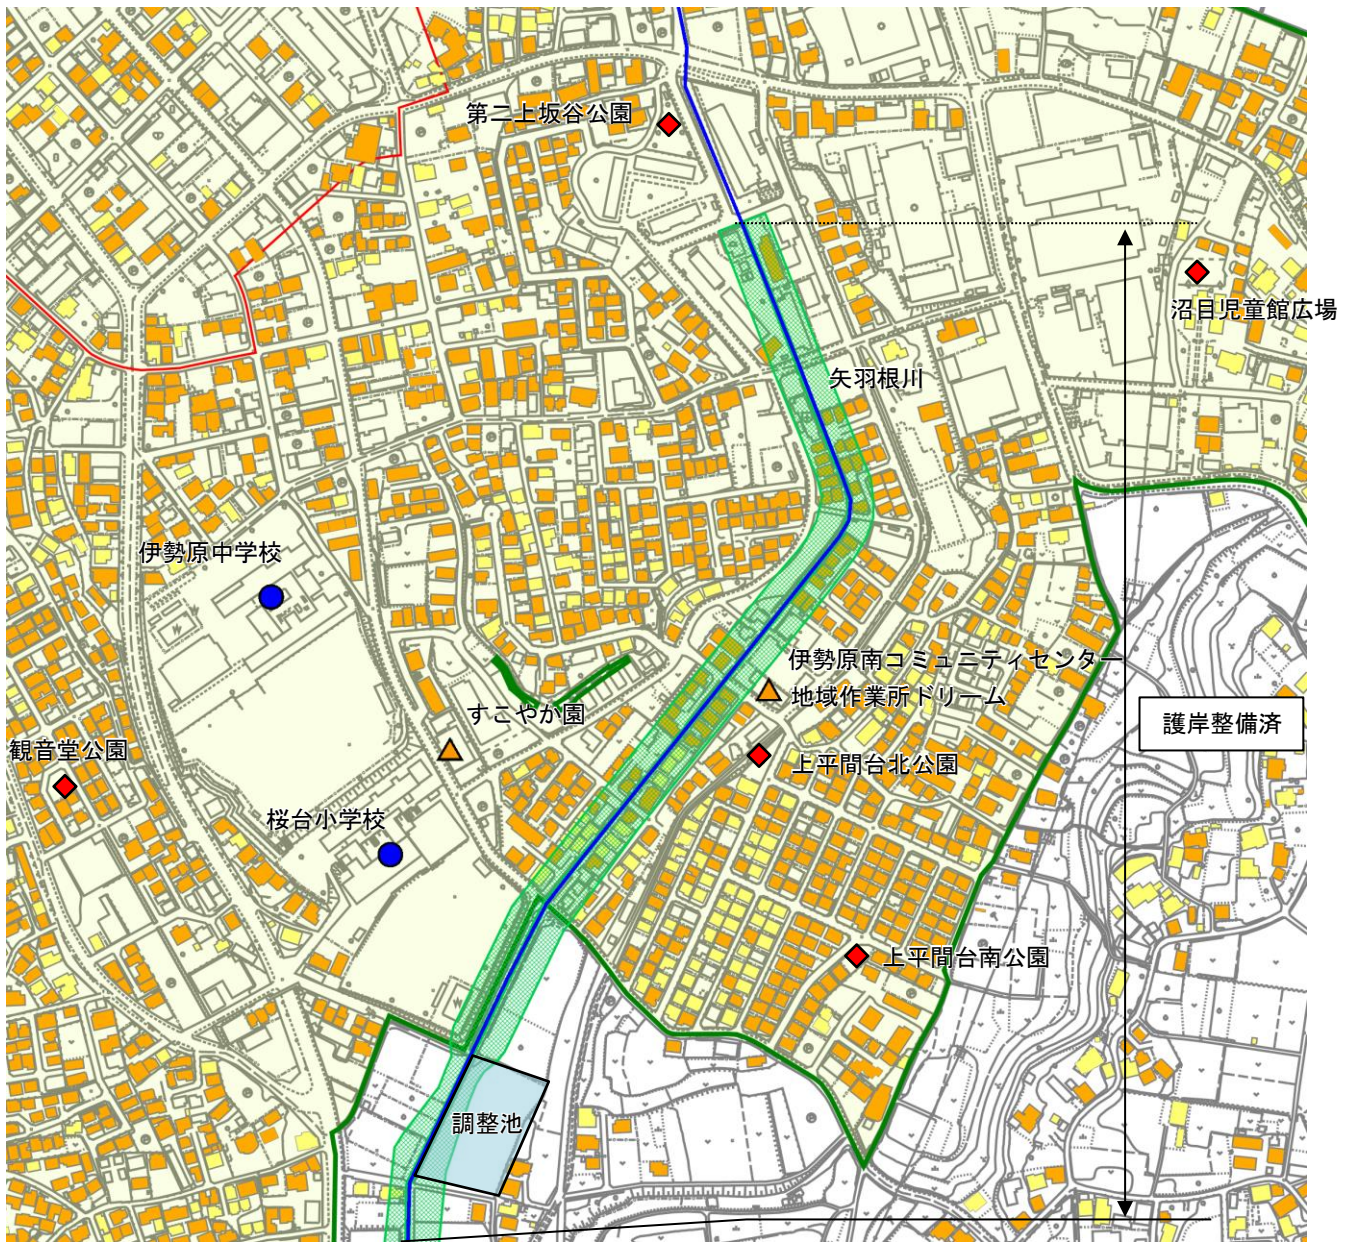 第二上坂谷公園
沼目児童館広場
矢羽根川
伊勢原中学校
伊勢原南コミュニティセンター
地域作業所ドリーム
すこやか園
護岸整備済
観音堂公園
上平間台北公園
桜台小学校
上平間台南公園
調整池